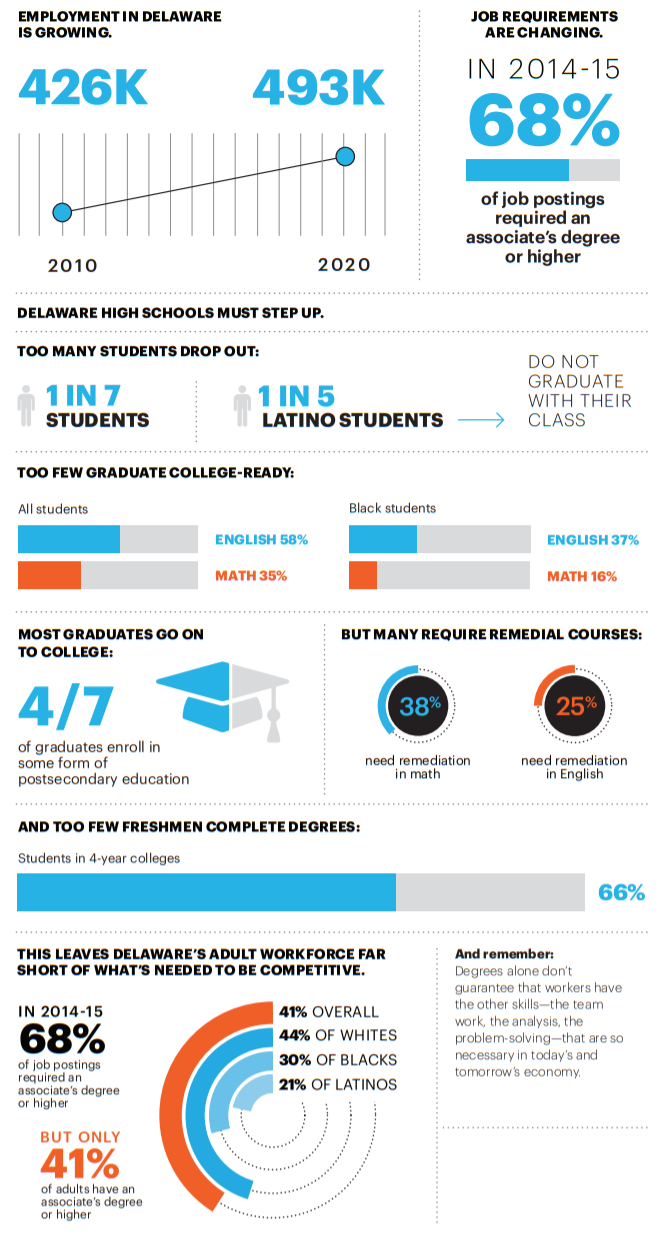 EMPLOYMENT IN DELAWARE
IS GROWING.
426K
493K
2010
2020
JOB REQUIREMENTS
ARE CHANGING.
IN 2014-15
68%
of job postings
required an
associate’s degree
or higher
DELAWARE HIGH SCHOOLS MUST STEP UP.
TOO MANY STUDENTS DROP OUT:
1 IN 7
STUDENTS
1 IN 5
LATINO STUDENTS
DO NOT
GRADUATE
WITH THEIR
CLASS
TOO FEW GRADUATE COLLEGE-READY:
All students
ENGLISH 58%
MATH 35%
Black students
ENGLISH 37%
MATH 16%
MOST GRADUATES GO ON
TO COLLEGE:
4/7
of graduates enroll in
some form of
postsecondary education
BUT MANY REQUIRE REMEDIAL COURSES:
38%
need remediation
in math
25%
need remediation
in English
AND TOO FEW FRESHMEN COMPLETE DEGREES:
Students in 4-year colleges
66%
THIS LEAVES DELAWARE’S ADULT WORKFORCE FAR
SHORT OF WHAT’S NEEDED TO BE COMPETITIVE.
IN 2014-15
68%
of job postings
required an
associate’s degree
or higher
BUT ONLY
41%
of adults have an
associate’s degree
or higher
41% OVERALL
44% OF WHITES
30% OF BLACKS
21% OF LATINOS
And remember:
Degrees alone don’t
guarantee that workers have
the other skills—the team
work, the analysis, the
problem-solving—that are so
necessary in today’s and
tomorrow’s economy.